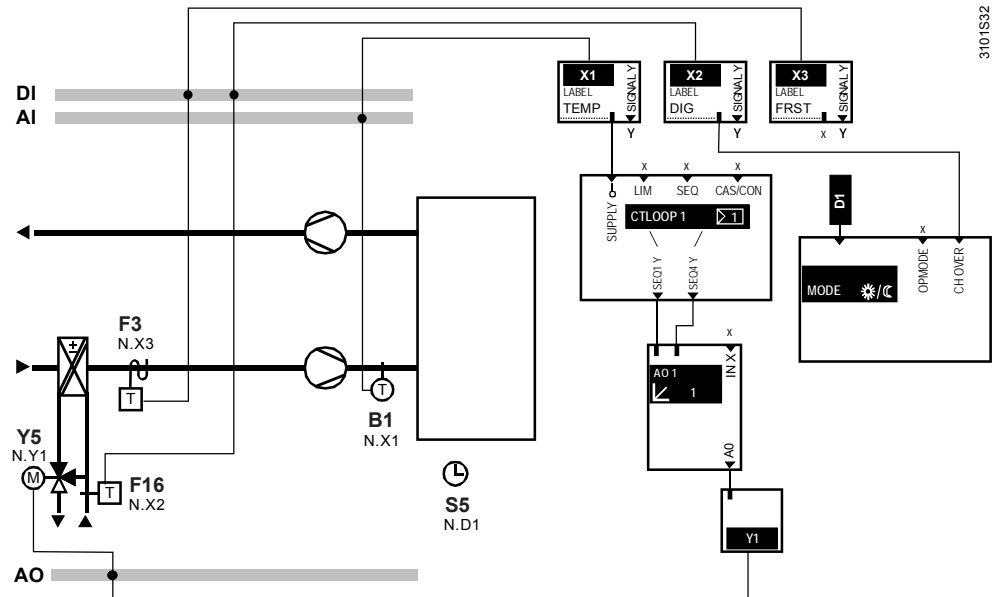 3101S32
DI
AI
X1
LABEL
TEMP
SIGNAL Y
Y
X2
LABEL
DIG
SIGNAL Y
Y
X3
LABEL
FRST
SIGNAL Y
x Y
x x x
LIM SEQ CAS/CON
SUPPLY
CTLOOP 1 1
SEQ1 Y
SEQ4 Y
D1
x
OPMODE
CH OVER
MODE /
F3
N.X3
T
T
B1
N.X1
+
-
Y5
N.Y1
M
T
F16
N.X2
S5
N.D1
x
IN X
AO 1
1
A0
Y1
AO